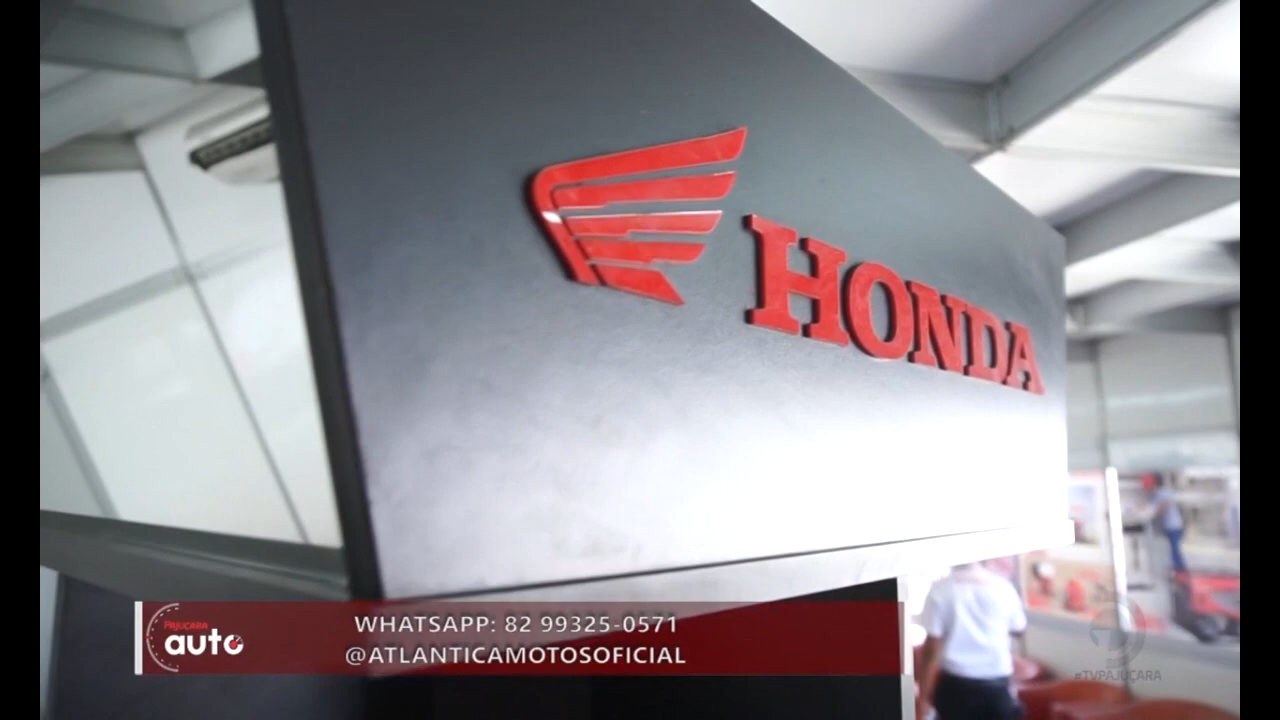 HONDA
PAJUÇARA
auto
WHATSAPP: 82 99325-0571
@ATLANTICAMOTOSOFICIAL
#TVPAJUÇARA